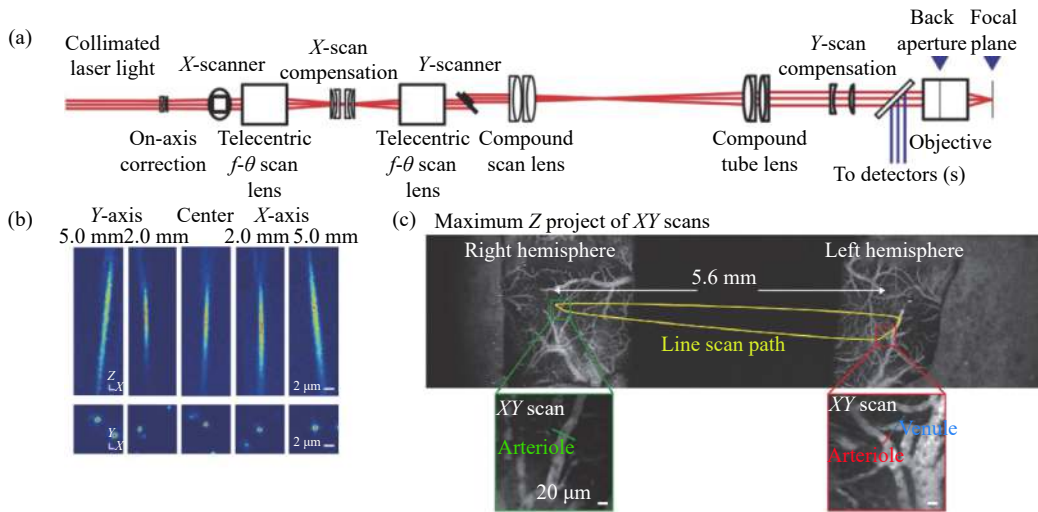 (a)
Collimated
laser light
X-scanner
X-scan
compensation
Y-scanner
Y-scan
compensation
Back
aperture
Focal
plane
On-axis
correction
Telecentric
f-θ scan
lens
Telecentric
f-θ scan
lens
Compound
scan lens
Compound
tube lens
Objective
To detectors (s)
(b)
Y-axis Center X-axis
5.0 mm 2.0 mm 2.0 mm 5.0 mm
Z
X
2 μm
Y
X
2 μm
(c) Maximum Z project of XY scans
Right hemisphere Left hemisphere
5.6 mm
Line scan path
XY scan
Arteriole
20 μm
XY scan
Venule
Arteriole